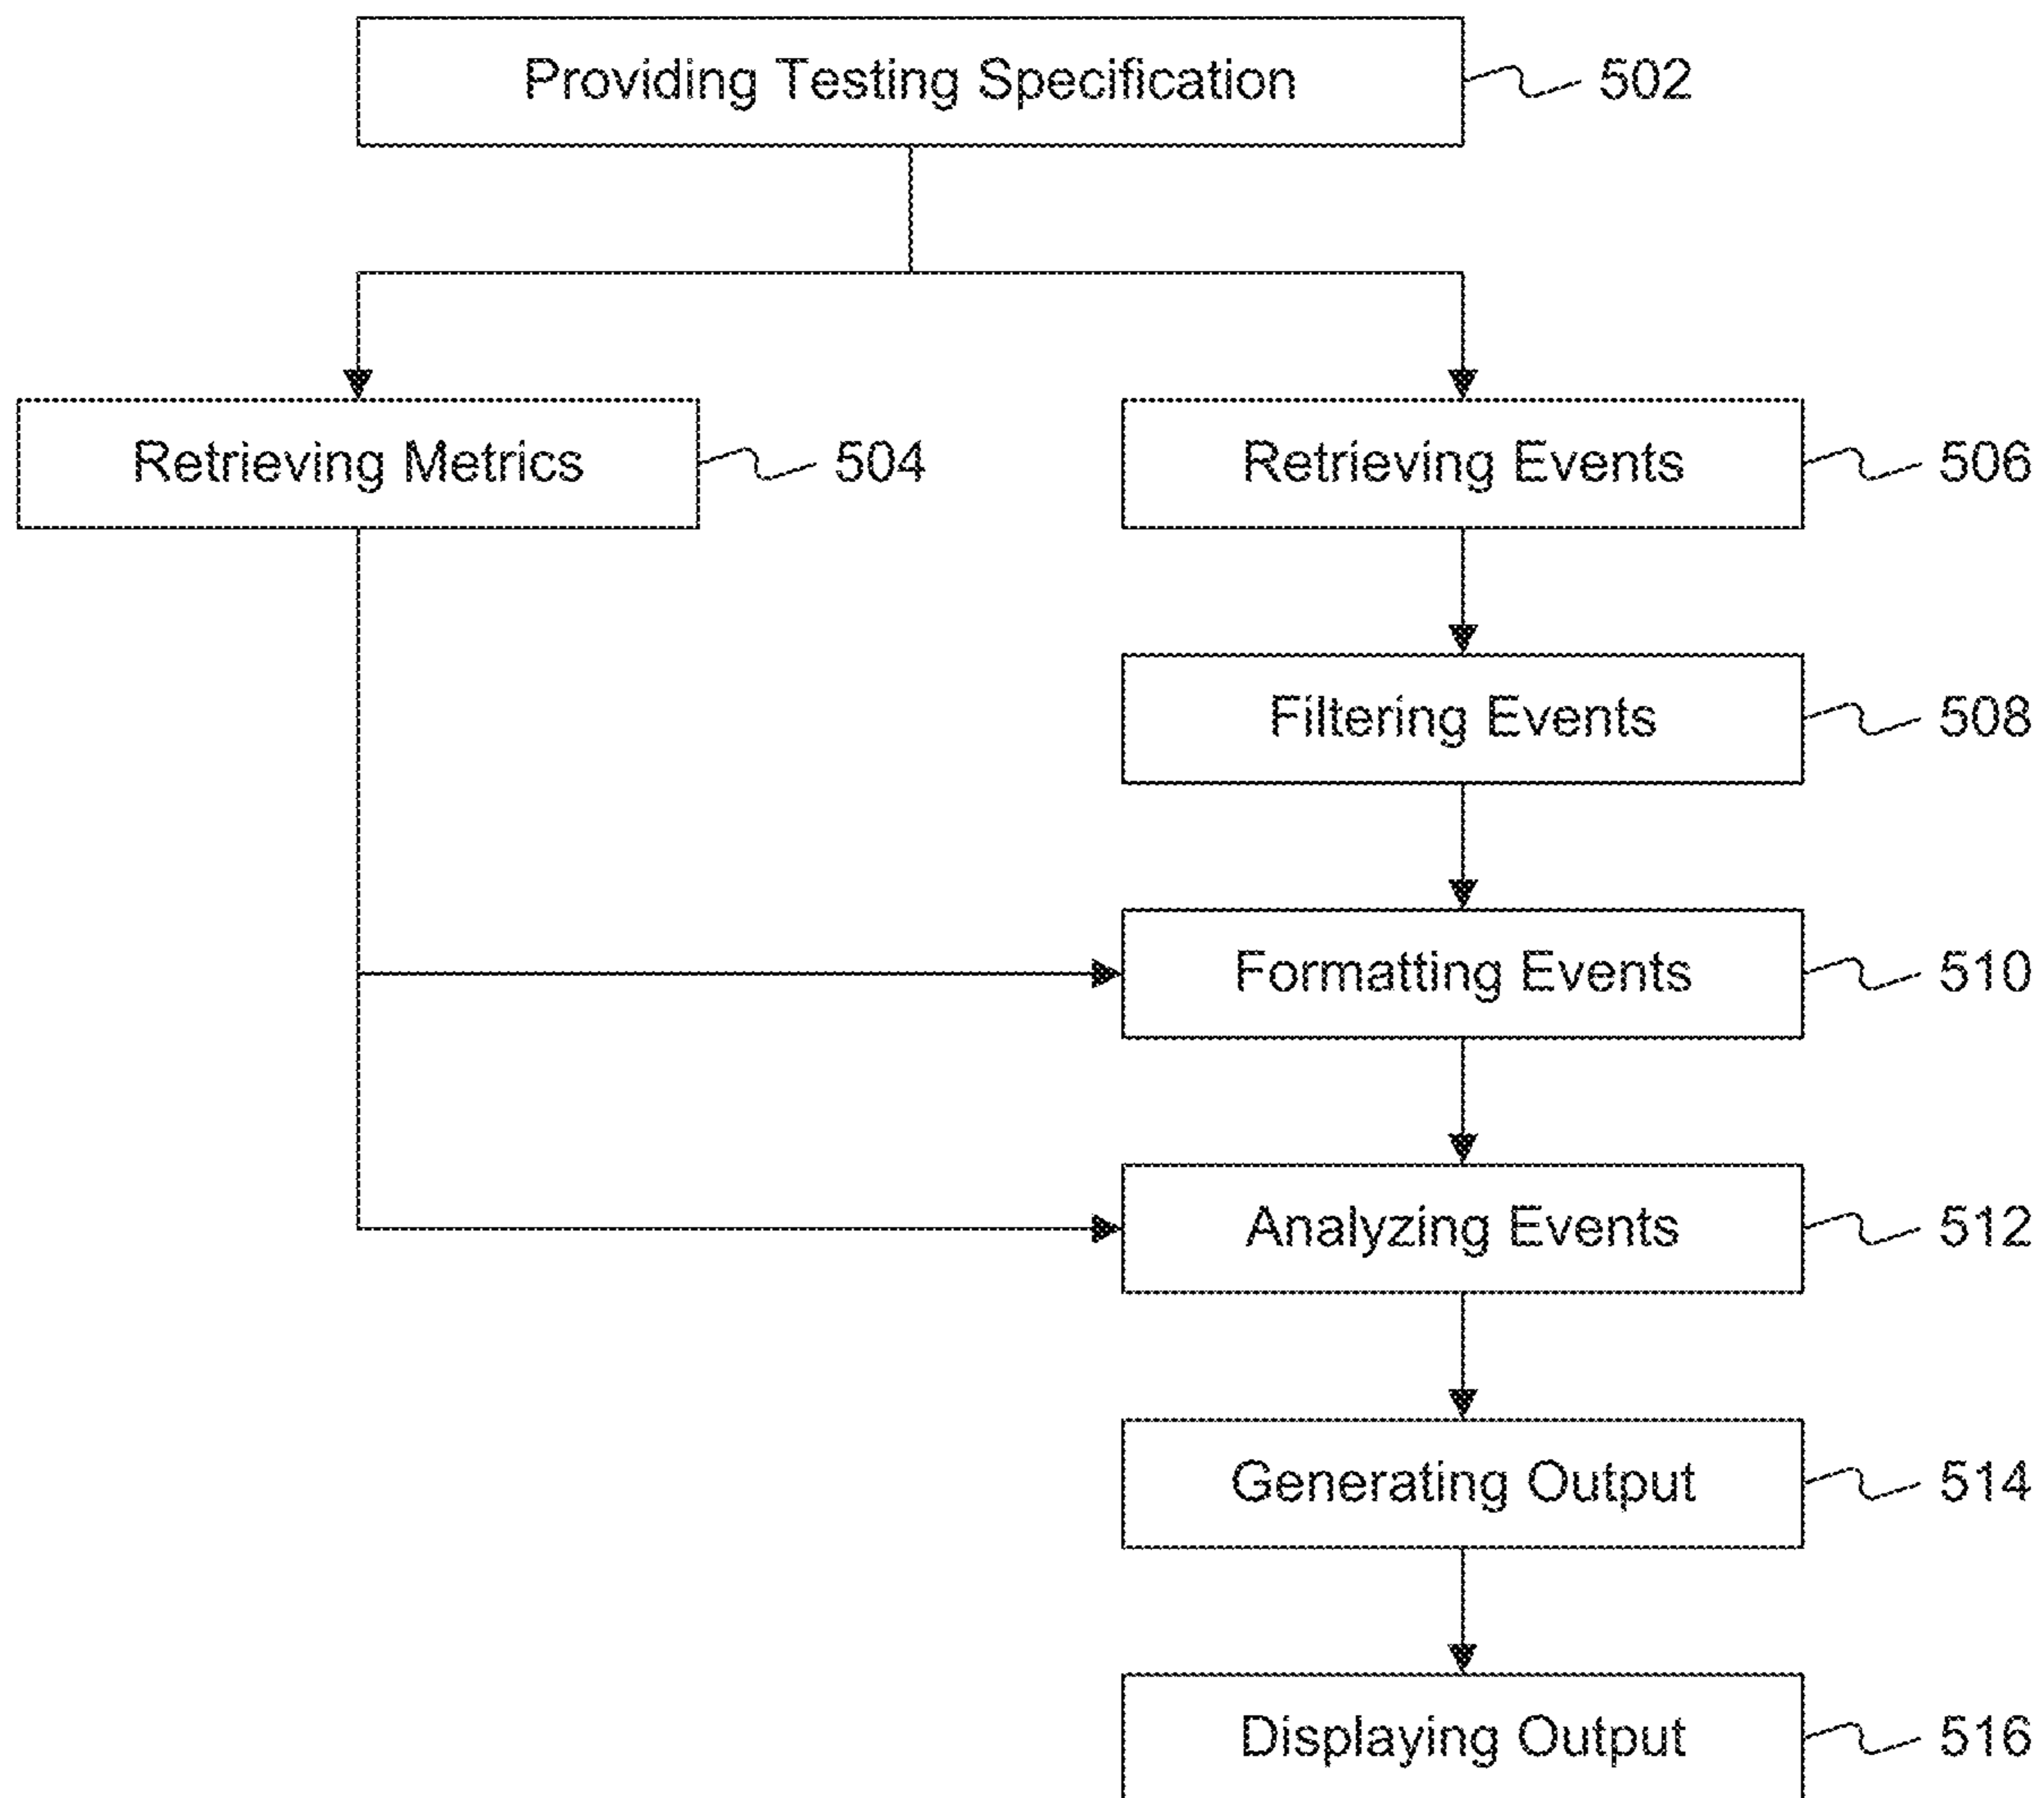 Providing Testing Specification 502
Retrieving Metrics 504
Retrieving Events 506
Filtering Events 508
Formatting Events 510
Analyzing Events 512
Generating Output 514
Displaying Output 516